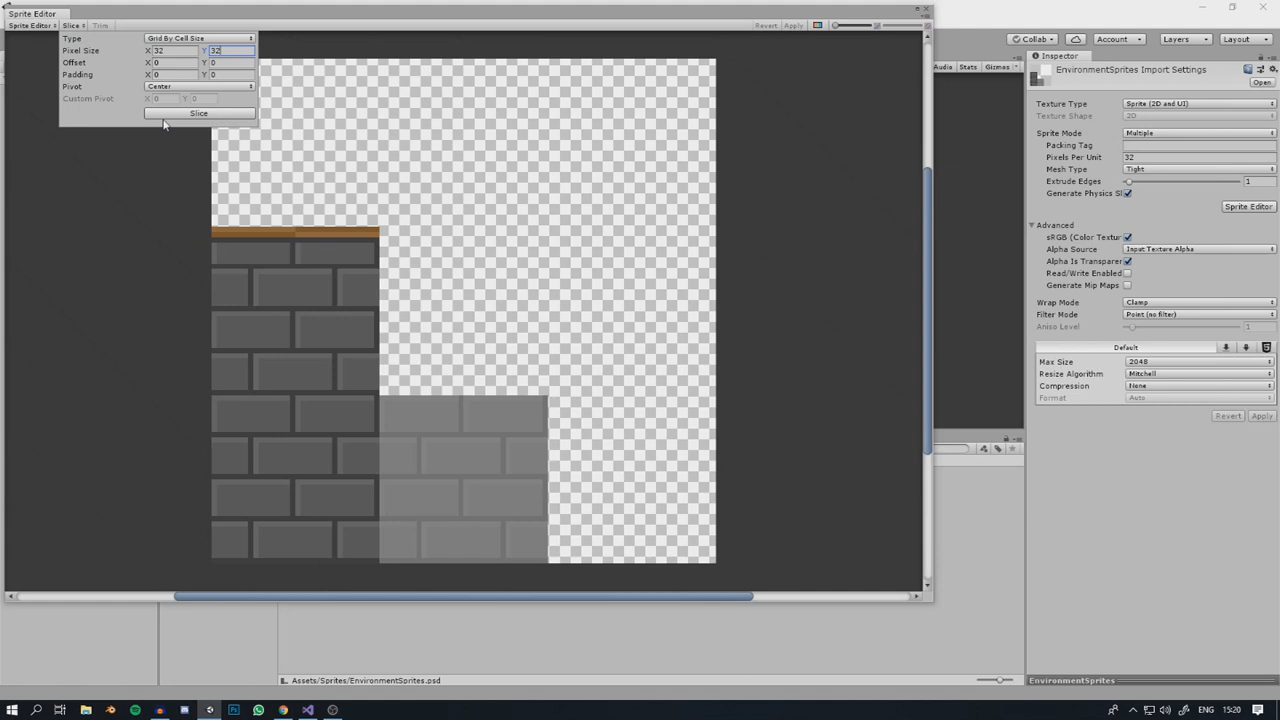 Sprite Editor
Sprite Editor Slice Trim Revert Apply
Type Grid By Cell Size
Pixel Size X 32 Y 32
Offset X 0 Y 0
Padding X 0 Y 0
Pivot Center
Custom Pivot X 0 Y 0
Slice
Collab Account Layers Layout
Audio Stats Gizmos
Inspector
EnvironmentSprites Import Settings
Open
Texture Type Sprite (2D and UI)
Texture Shape 2D
Sprite Mode Multiple
Packing Tag
Pixels Per Unit 32
Mesh Type Tight
Extrude Edges 1
Generate Physics Sl
Sprite Editor
Advanced
sRGB (Color Textur
Alpha Source Input Texture Alpha
Alpha Is Transparer
Read/Write Enabled
Generate Mip Maps
Wrap Mode Clamp
Filter Mode Point (no filter)
Aniso Level 1
Default
Max Size 2048
Resize Algorithm Mitchell
Compression None
Format Auto
Revert Apply
Assets/Sprites/EnvironmentSprites.psd
EnvironmentSprites
ENG 15:20